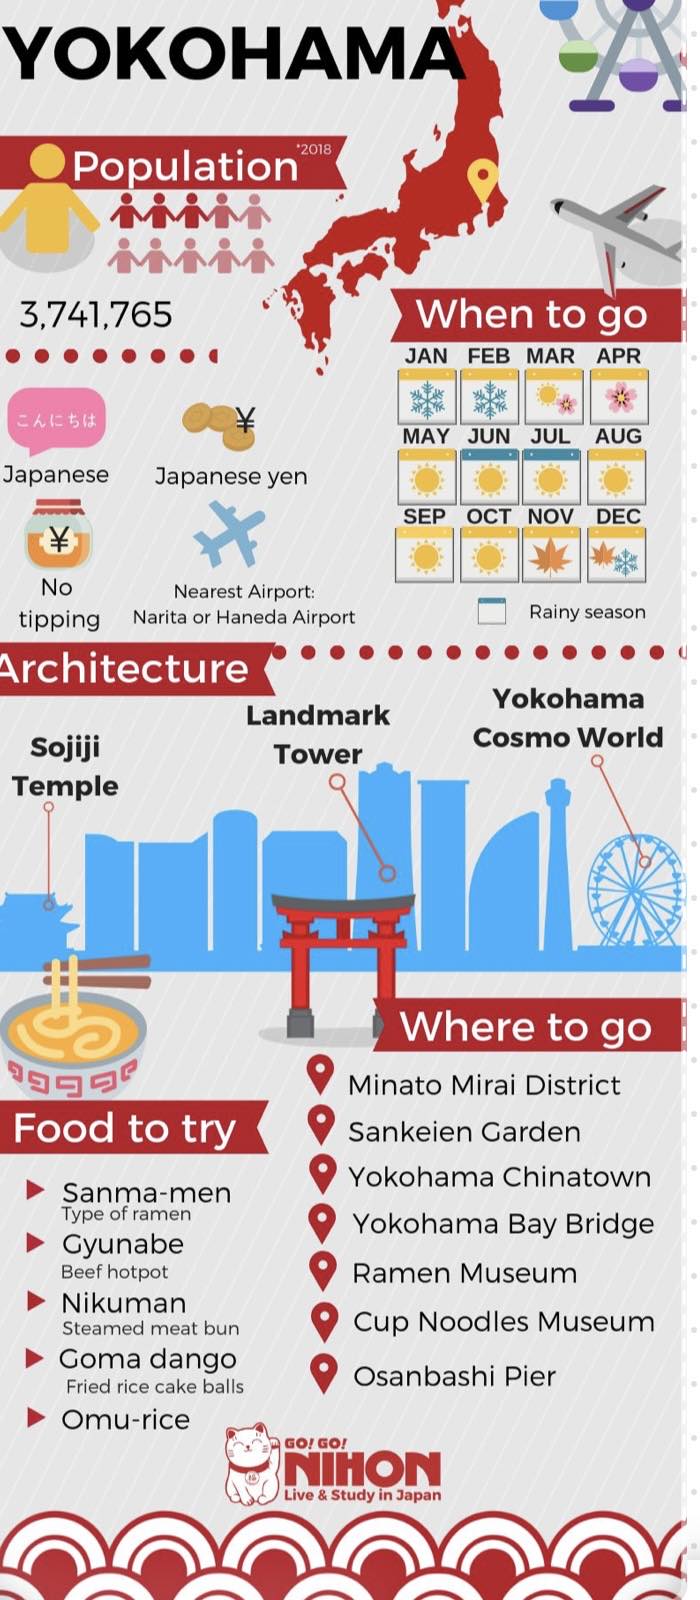 YOKOHAMA
Population
*2018
3,741,765
こんにちは
Japanese
¥
Japanese yen
¥
No
tipping
Nearest Airport:
Narita or Haneda Airport
When to go
JAN FEB MAR APR
MAY JUN JUL AUG
SEP OCT NOV DEC
Rainy season
Architecture
Sojiji
Temple
Landmark
Tower
Yokohama
Cosmo World
Where to go
Minato Mirai District
Sankeien Garden
Yokohama Chinatown
Yokohama Bay Bridge
Ramen Museum
Cup Noodles Museum
Osanbashi Pier
Food to try
Sanma-men
Type of ramen
Gyunabe
Beef hotpot
Nikuman
Steamed meat bun
Goma dango
Fried rice cake balls
Omu-rice
GO! GO!
NIHON
Live & Study in Japan